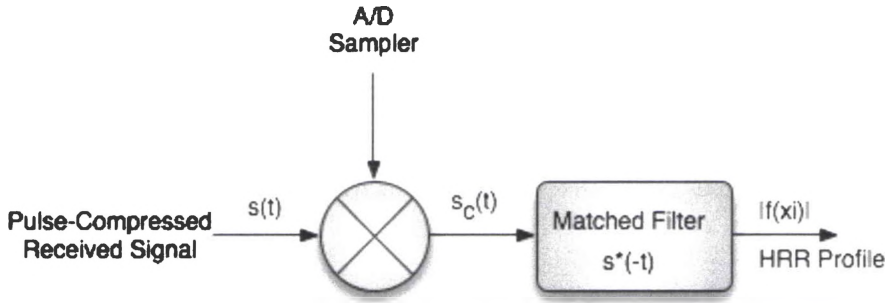 A/D
Sampler
s(t)
s_c(t)
|f(xi)|
Pulse-Compressed
Received Signal
Matched Filter
s*(-t)
HRR Profile